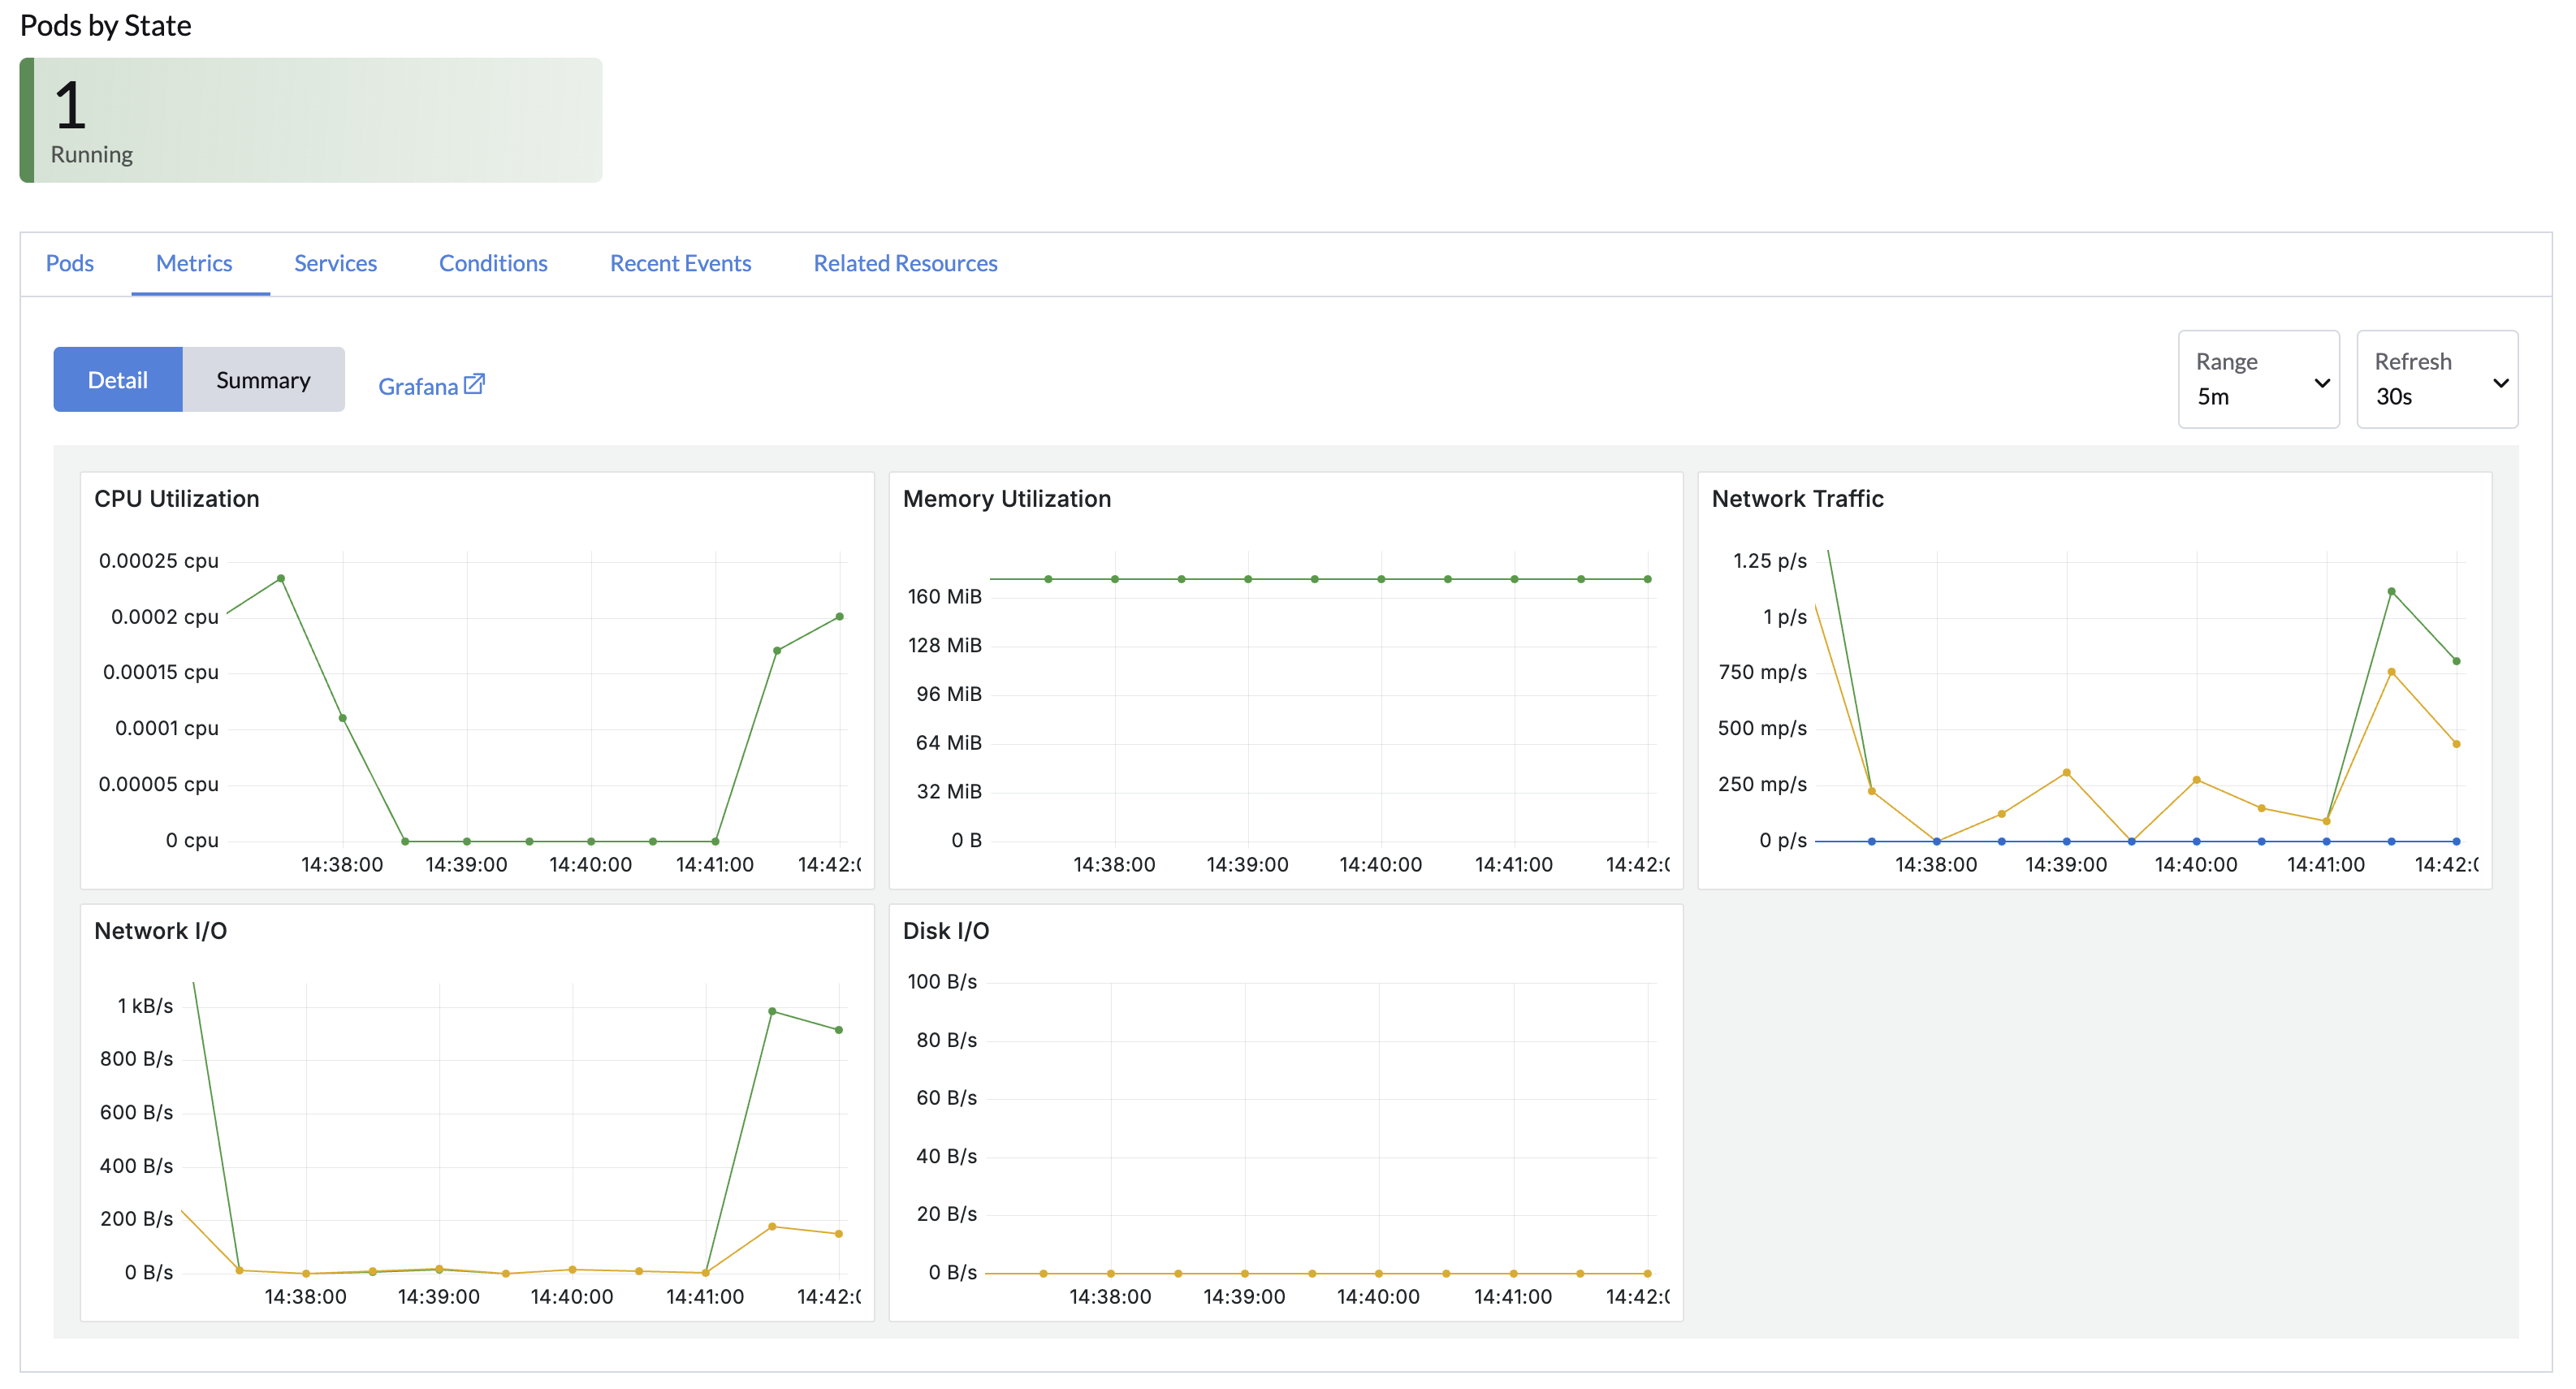 Pods by State
1
Running
Pods Metrics Services Conditions Recent Events Related Resources
Detail Summary Grafana
Range
5m
Refresh
30s
CPU Utilization
0.00025 cpu
0.0002 cpu
0.00015 cpu
0.0001 cpu
0.00005 cpu
0 cpu
14:38:00 14:39:00 14:40:00 14:41:00 14:42:0
Memory Utilization
160 MiB
128 MiB
96 MiB
64 MiB
32 MiB
0 B
14:38:00 14:39:00 14:40:00 14:41:00 14:42:0
Network Traffic
1.25 p/s
1 p/s
750 mp/s
500 mp/s
250 mp/s
0 p/s
14:38:00 14:39:00 14:40:00 14:41:00 14:42:0
Network I/O
1 kB/s
800 B/s
600 B/s
400 B/s
200 B/s
0 B/s
14:38:00 14:39:00 14:40:00 14:41:00 14:42:0
Disk I/O
100 B/s
80 B/s
60 B/s
40 B/s
20 B/s
0 B/s
14:38:00 14:39:00 14:40:00 14:41:00 14:42:0